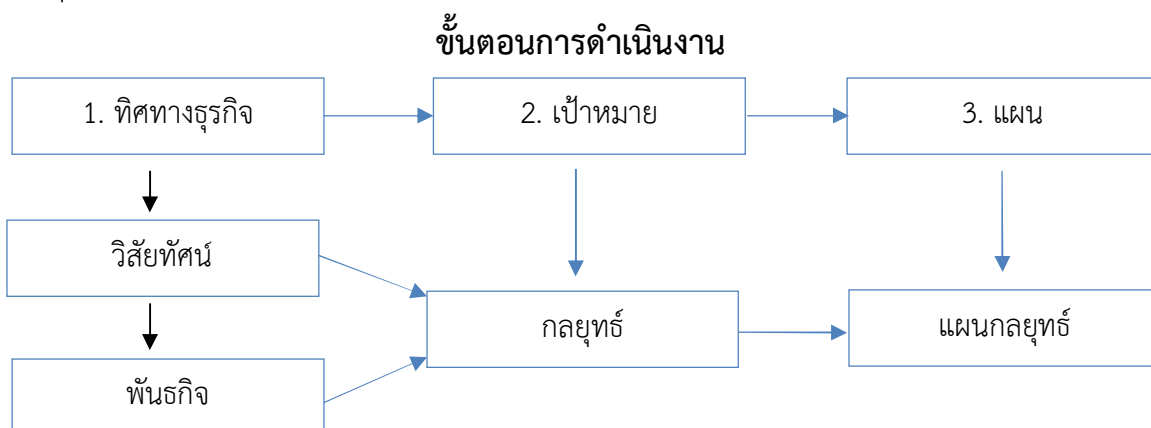 ขั้นตอนการดำเนินงาน
1. ทิศทางธุรกิจ
2. เป้าหมาย
3. แผน
วิสัยทัศน์
กลยุทธ์
แผนกลยุทธ์
พันธกิจ